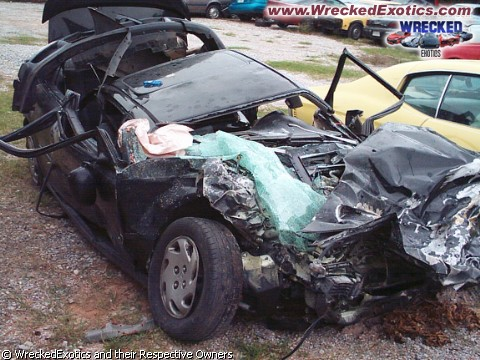 www.WreckedExotics.com
WRECKED
EXOTICS
© WreckedExotics and their Respective Owners